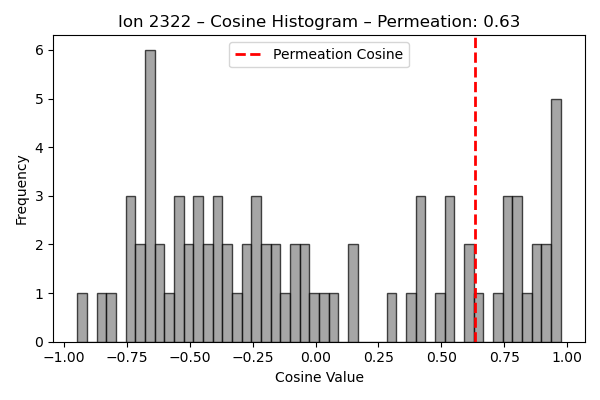 Ion 2322 – Cosine Histogram – Permeation: 0.63
Permeation Cosine
Frequency
6
5
4
3
2
1
0
−1.00 −0.75 −0.50 −0.25 0.00 0.25 0.50 0.75 1.00
Cosine Value